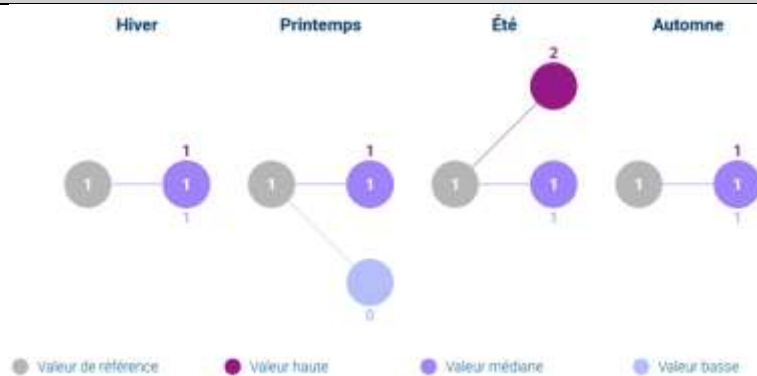 Hiver Printemps Été Automne
2
1 1 1
1 1 1 1 1 1 1 1
1 1 1
0
Valeur de référence Valeur haute Valeur médiane Valeur basse